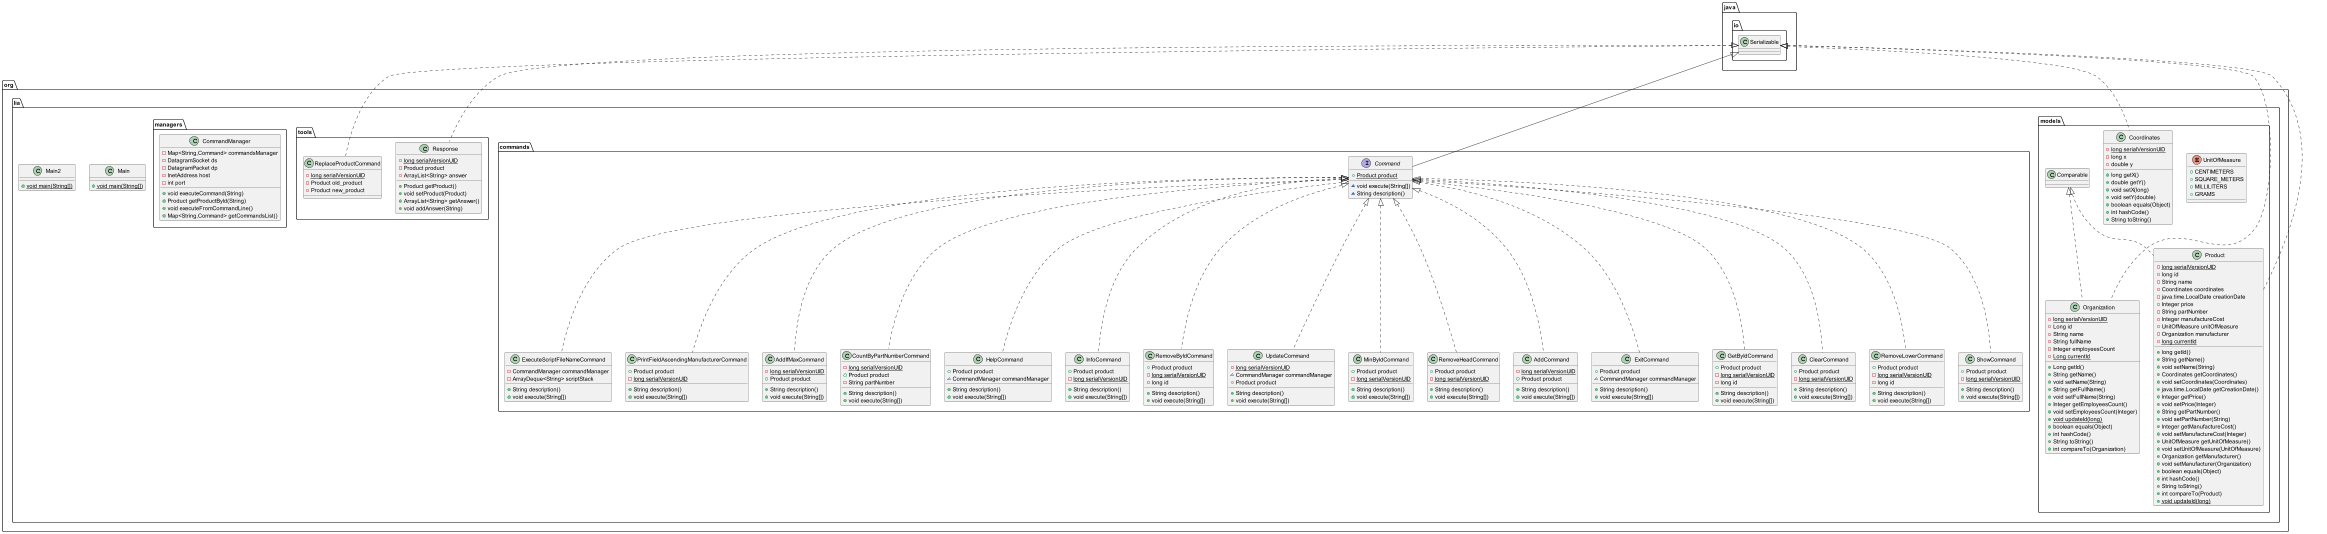 java
io
Serializable
org
lia
Main2
void main(String[])
Main
void main(String[])
managers
CommandManager
Map<String,Command> commandsManager
DatagramSocket ds
DatagramPacket dp
InetAddress host
int port
void executeCommand(String)
Product getProductById(String)
void executeFromCommandLine()
Map<String,Command> getCommandsList()
tools
ReplaceProductCommand
long serialVersionUID
Product old_product
Product new_product
Response
long serialVersionUID
Product product
ArrayList<String> answer
Product getProduct()
void setProduct(Product)
ArrayList<String> getAnswer()
void addAnswer(String)
commands
Command
Product product
void execute(String[])
String description()
ExecuteScriptFileNameCommand
CommandManager commandManager
ArrayDeque<String> scriptStack
String description()
void execute(String[])
PrintFieldAscendingManufacturerCommand
Product product
long serialVersionUID
String description()
void execute(String[])
AddIfMaxCommand
long serialVersionUID
Product product
String description()
void execute(String[])
CountByPartNumberCommand
long serialVersionUID
Product product
String partNumber
String description()
void execute(String[])
HelpCommand
Product product
CommandManager commandManager
String description()
void execute(String[])
InfoCommand
Product product
long serialVersionUID
String description()
void execute(String[])
RemoveByIdCommand
Product product
long serialVersionUID
long id
String description()
void execute(String[])
UpdateCommand
long serialVersionUID
CommandManager commandManager
Product product
String description()
void execute(String[])
MinByIdCommand
Product product
long serialVersionUID
String description()
void execute(String[])
RemoveHeadCommand
Product product
long serialVersionUID
String description()
void execute(String[])
AddCommand
long serialVersionUID
Product product
String description()
void execute(String[])
ExitCommand
Product product
CommandManager commandManager
String description()
void execute(String[])
GetByIdCommand
Product product
long serialVersionUID
long id
String description()
void execute(String[])
ClearCommand
Product product
long serialVersionUID
String description()
void execute(String[])
RemoveLowerCommand
Product product
long serialVersionUID
long id
String description()
void execute(String[])
ShowCommand
Product product
long serialVersionUID
String description()
void execute(String[])
models
Comparable
Coordinates
long serialVersionUID
long x
double y
long getX()
double getY()
void setX(long)
void setY(double)
boolean equals(Object)
int hashCode()
String toString()
UnitOfMeasure
CENTIMETERS
SQUARE_METERS
MILLILITERS
GRAMS
Organization
long serialVersionUID
Long id
String name
String fullName
Integer employeesCount
Long currentId
Long getId()
String getName()
void setName(String)
String getFullName()
void setFullName(String)
Integer getEmployeesCount()
void setEmployeesCount(Integer)
void updateId(long)
boolean equals(Object)
int hashCode()
String toString()
int compareTo(Organization)
Product
long serialVersionUID
long id
String name
Coordinates coordinates
java.time.LocalDate creationDate
Integer price
String partNumber
Integer manufactureCost
UnitOfMeasure unitOfMeasure
Organization manufacturer
long currentId
long getId()
String getName()
void setName(String)
Coordinates getCoordinates()
void setCoordinates(Coordinates)
java.time.LocalDate getCreationDate()
Integer getPrice()
void setPrice(Integer)
String getPartNumber()
void setPartNumber(String)
Integer getManufactureCost()
void setManufactureCost(Integer)
UnitOfMeasure getUnitOfMeasure()
void setUnitOfMeasure(UnitOfMeasure)
Organization getManufacturer()
void setManufacturer(Organization)
boolean equals(Object)
int hashCode()
String toString()
int compareTo(Product)
void updateId(long)